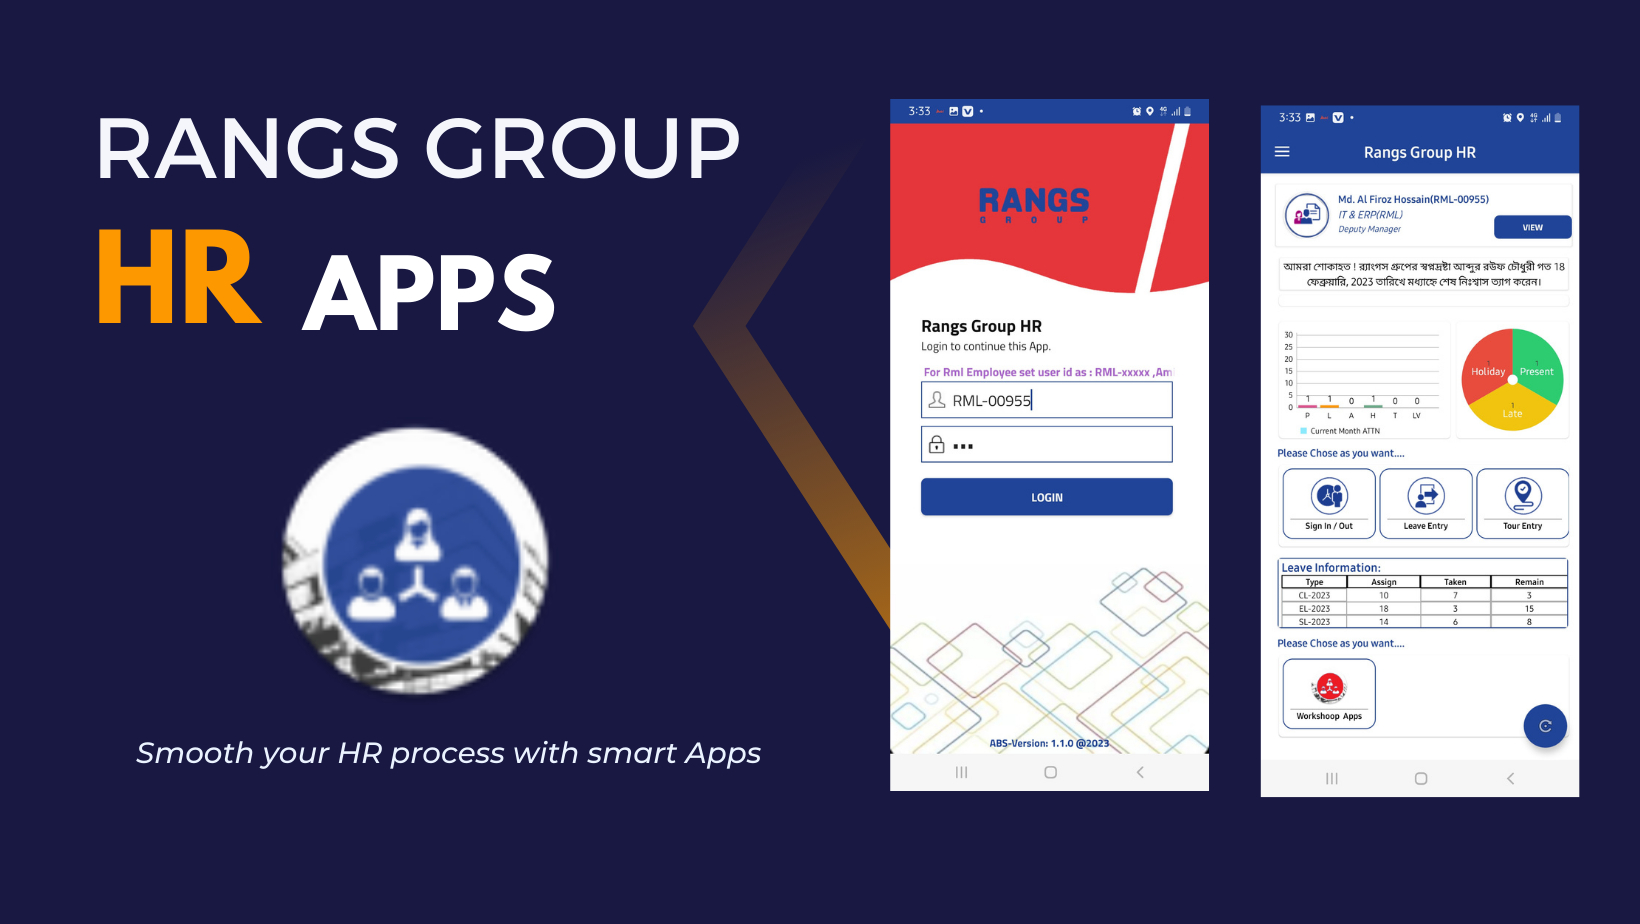 RANGS GROUP
HR APPS
Smooth your HR process with smart Apps
3:33
4G
RANGS
GROUP
Rangs Group HR
Login to continue this App.
For Rml Employee set user id as : RML-xxxxx ,Am
RML-00955
LOGIN
ABS-Version: 1.1.0 @2023
3:33
4G
Rangs Group HR
Md. Al Firoz Hossain(RML-00955)
IT & ERP(RML)
Deputy Manager
VIEW
আমরা শোকাহত ! র‍্যাংগস গ্রুপের স্বপ্নদ্রষ্টা আব্দুর রউফ চৌধুরী গত 18
ফেব্রুয়ারি, 2023 তারিখে মধ্যাহ্নে শেষ নিঃশ্বাস ত্যাগ করেন।
30
25
20
15
10
5
0
1 1 0 1 0 0
P L A H T LV
Current Month ATTN
1
Holiday
1
Present
1
Late
Please Chose as you want....
Sign In / Out
Leave Entry
Tour Entry
Leave Information:
Type Assign Taken Remain
CL-2023 10 7 3
EL-2023 18 3 15
SL-2023 14 6 8
Please Chose as you want....
Workshoop Apps